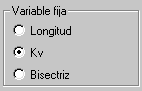 Variable fija
Longitud
Kv
Bisectriz